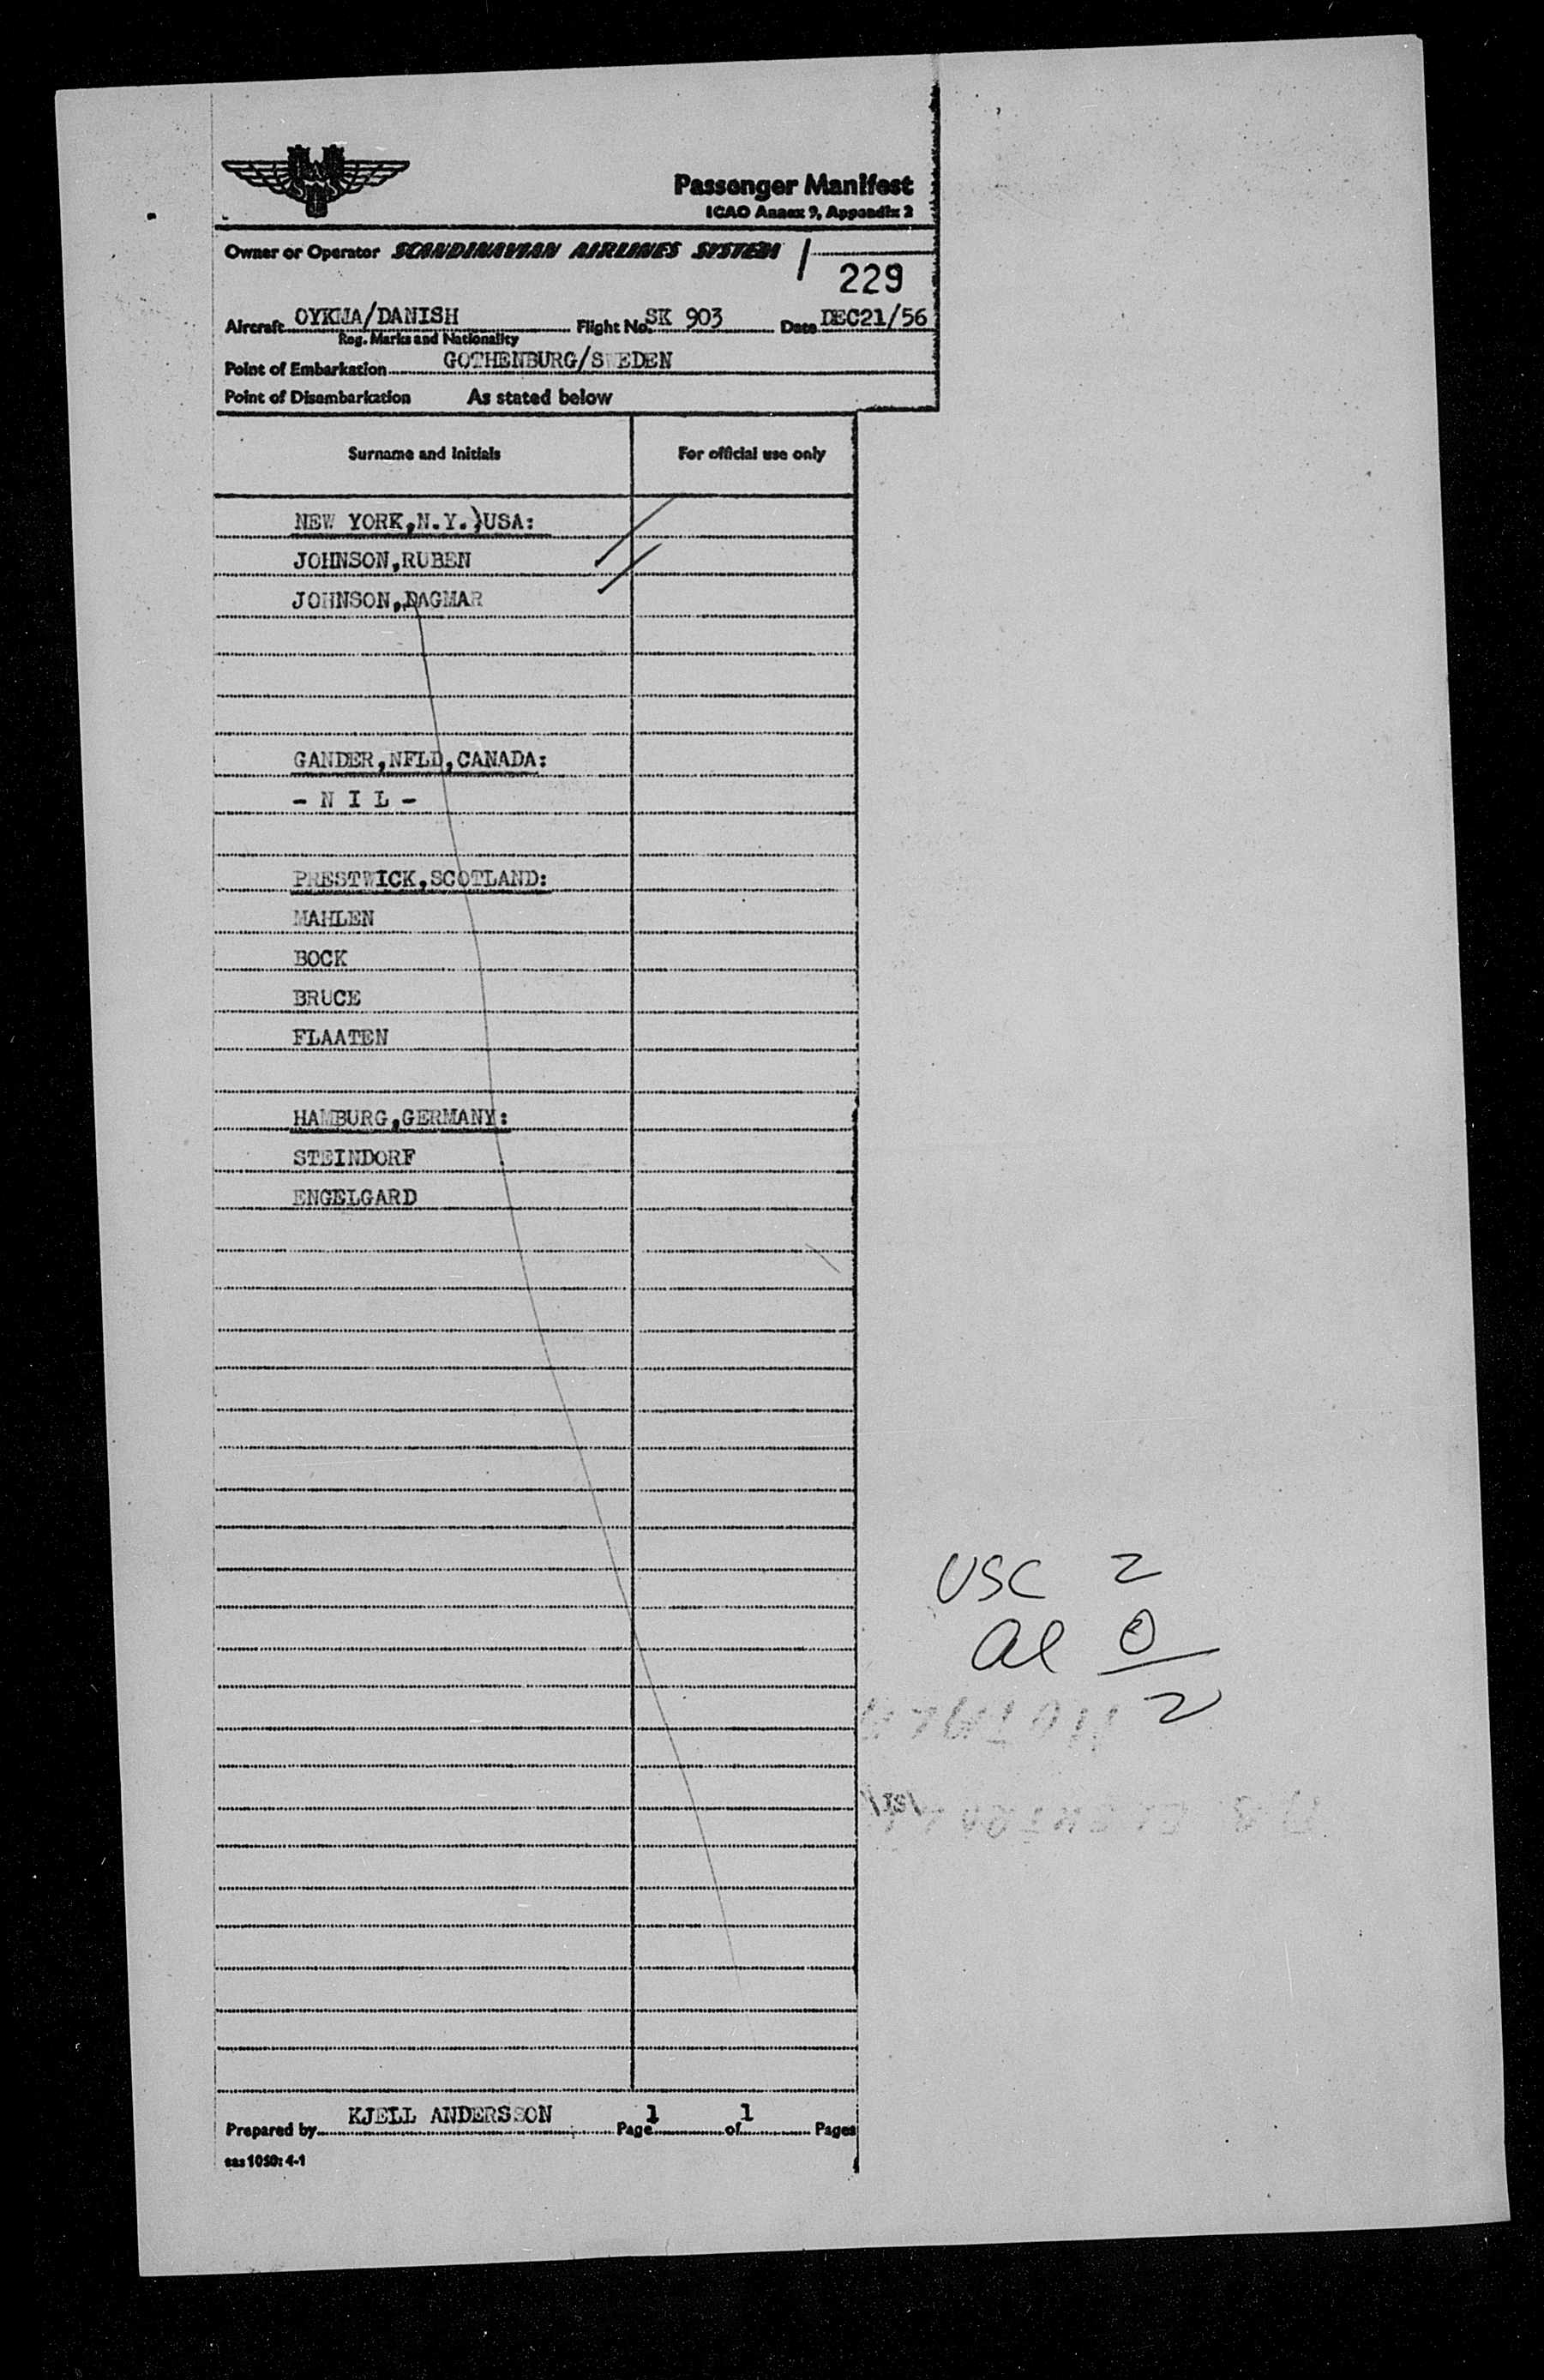 Passenger Manifest
ICAO Annex 9, Appendix 2
Owner or Operator SCANDINAVIAN AIRLINES SYSTEM /
229
Aircraft OYKMA/DANISH Flight No. SK 903 Date DEC21/56
Reg. Marks and Nationality
Point of Embarkation GOTHENBURG/SWEDEN
Point of Disembarkation As stated below
Surname and Initials For official use only
NEW YORK,N.Y.)USA:
JOHNSON,RUBEN
JOHNSON,DAGMAR
GANDER,NFLD,CANADA:
- N I L -
PRESTWICK,SCOTLAND:
MAHLEN
BOCK
BRUCE
FLAATEN
HAMBURG,GERMANY:
STEINDORF
ENGELGARD
USC 2
al 0
2
Prepared by KJELL ANDERSSON Page 1 of 1 Pages
sas 1050: 4-1